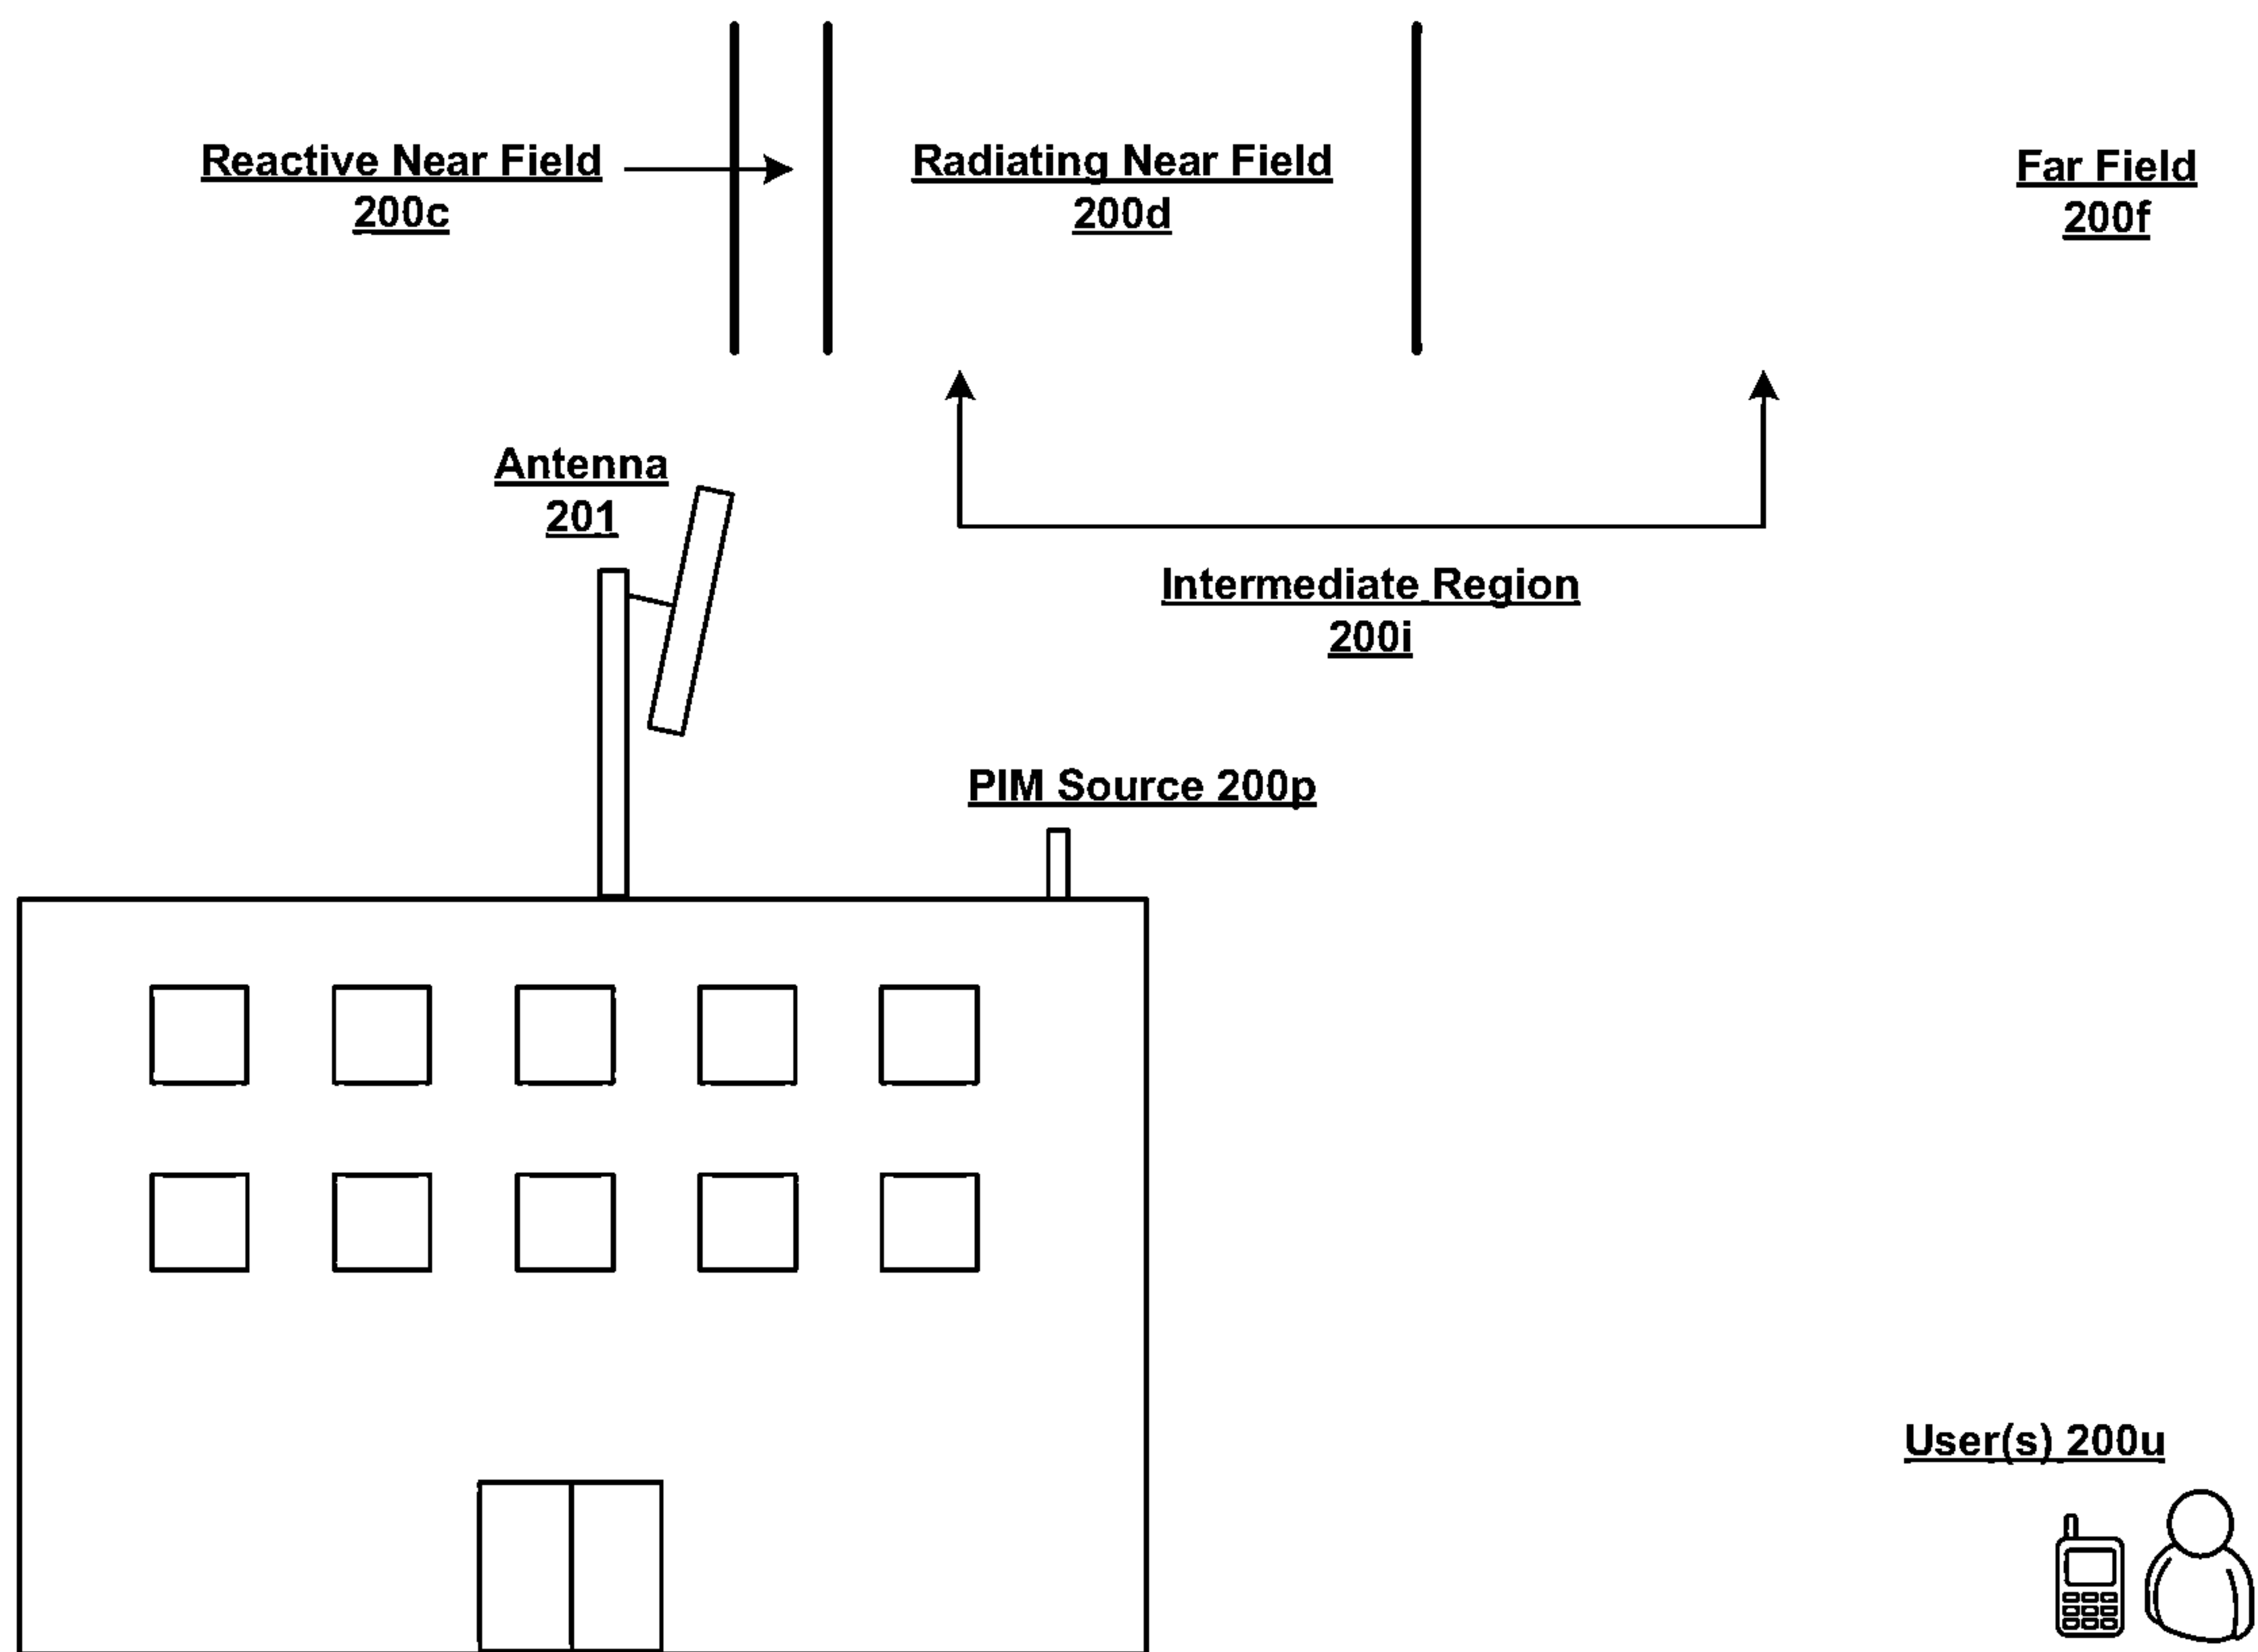 Reactive Near Field
200c
Radiating Near Field
200d
Far Field
200f
Antenna
201
Intermediate Region
200i
PIM Source 200p
User(s) 200u